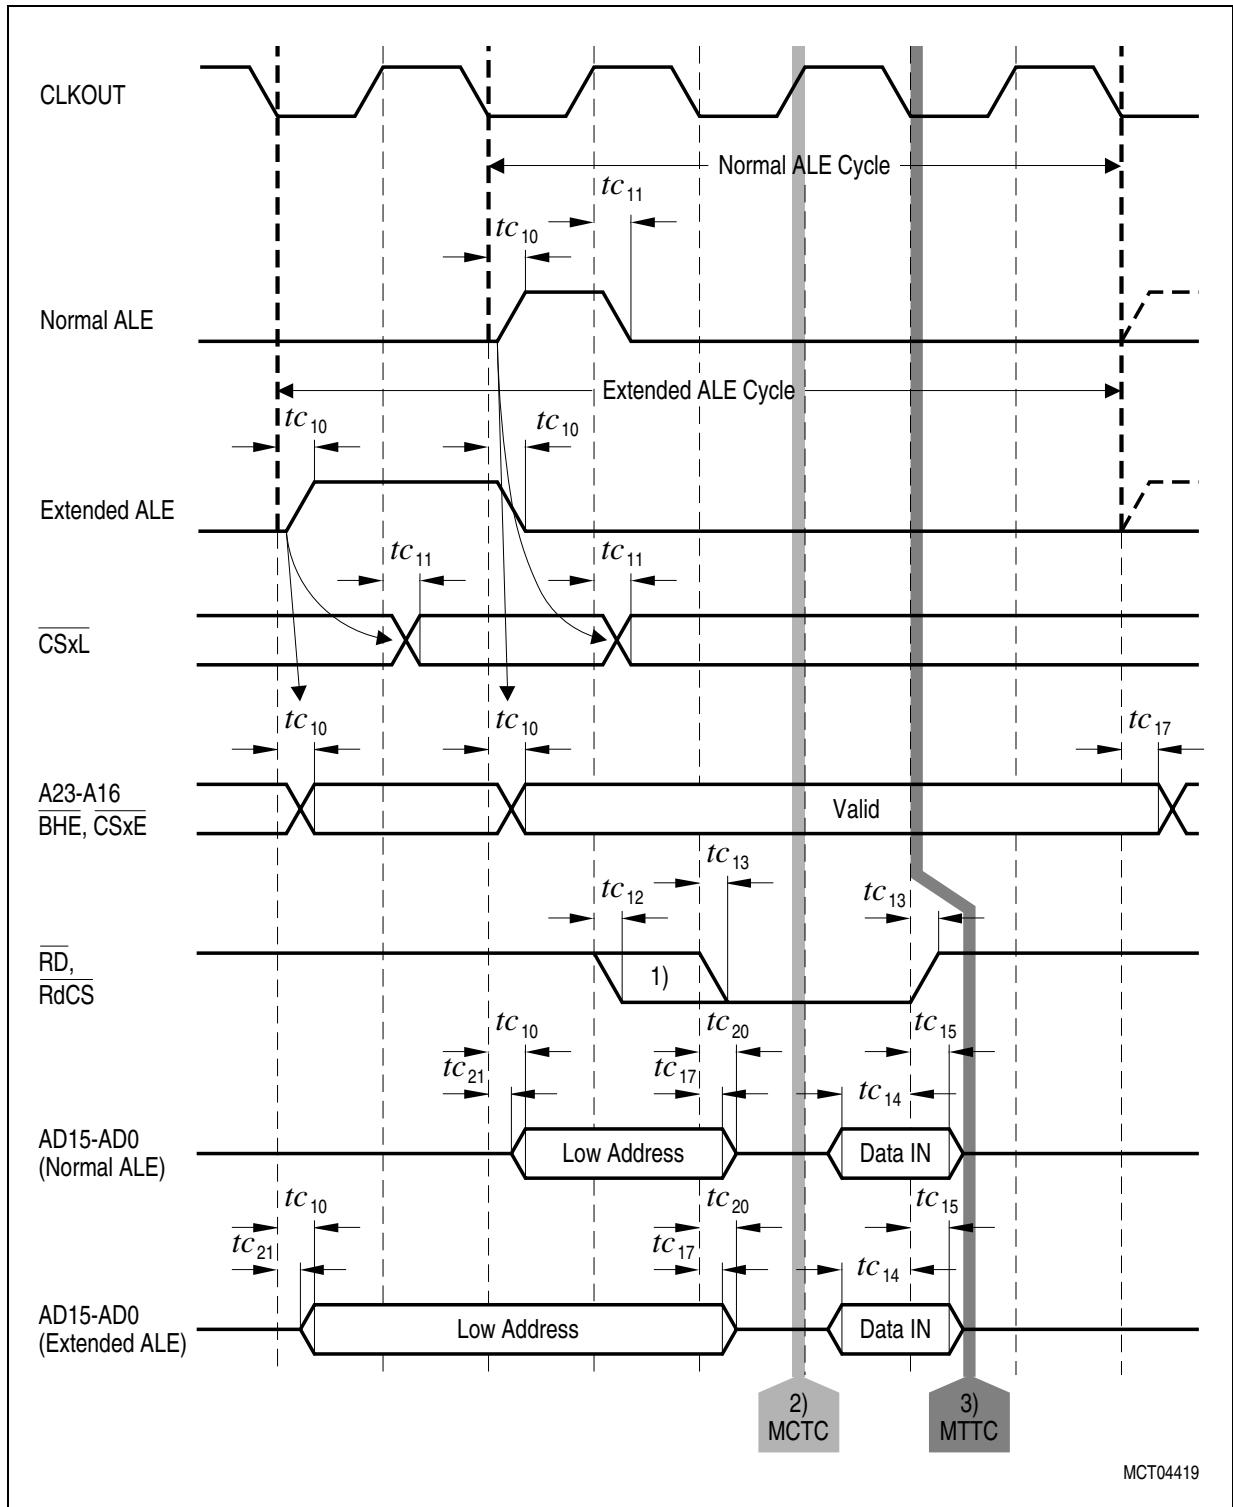 CLKOUT
Normal ALE Cycle
tc11
tc10
Normal ALE
Extended ALE Cycle
tc10
tc10
Extended ALE
tc11
tc11
CSxL
tc10
tc10
tc17
A23-A16
BHE, CSxE
Valid
tc13
tc12
tc13
RD,
RdCS
1)
tc10
tc20
tc15
tc21
tc17
tc14
AD15-AD0
(Normal ALE)
Low Address
Data IN
tc10
tc20
tc15
tc21
tc17
tc14
AD15-AD0
(Extended ALE)
Low Address
Data IN
2)
MCTC
3)
MTTC
MCT04419